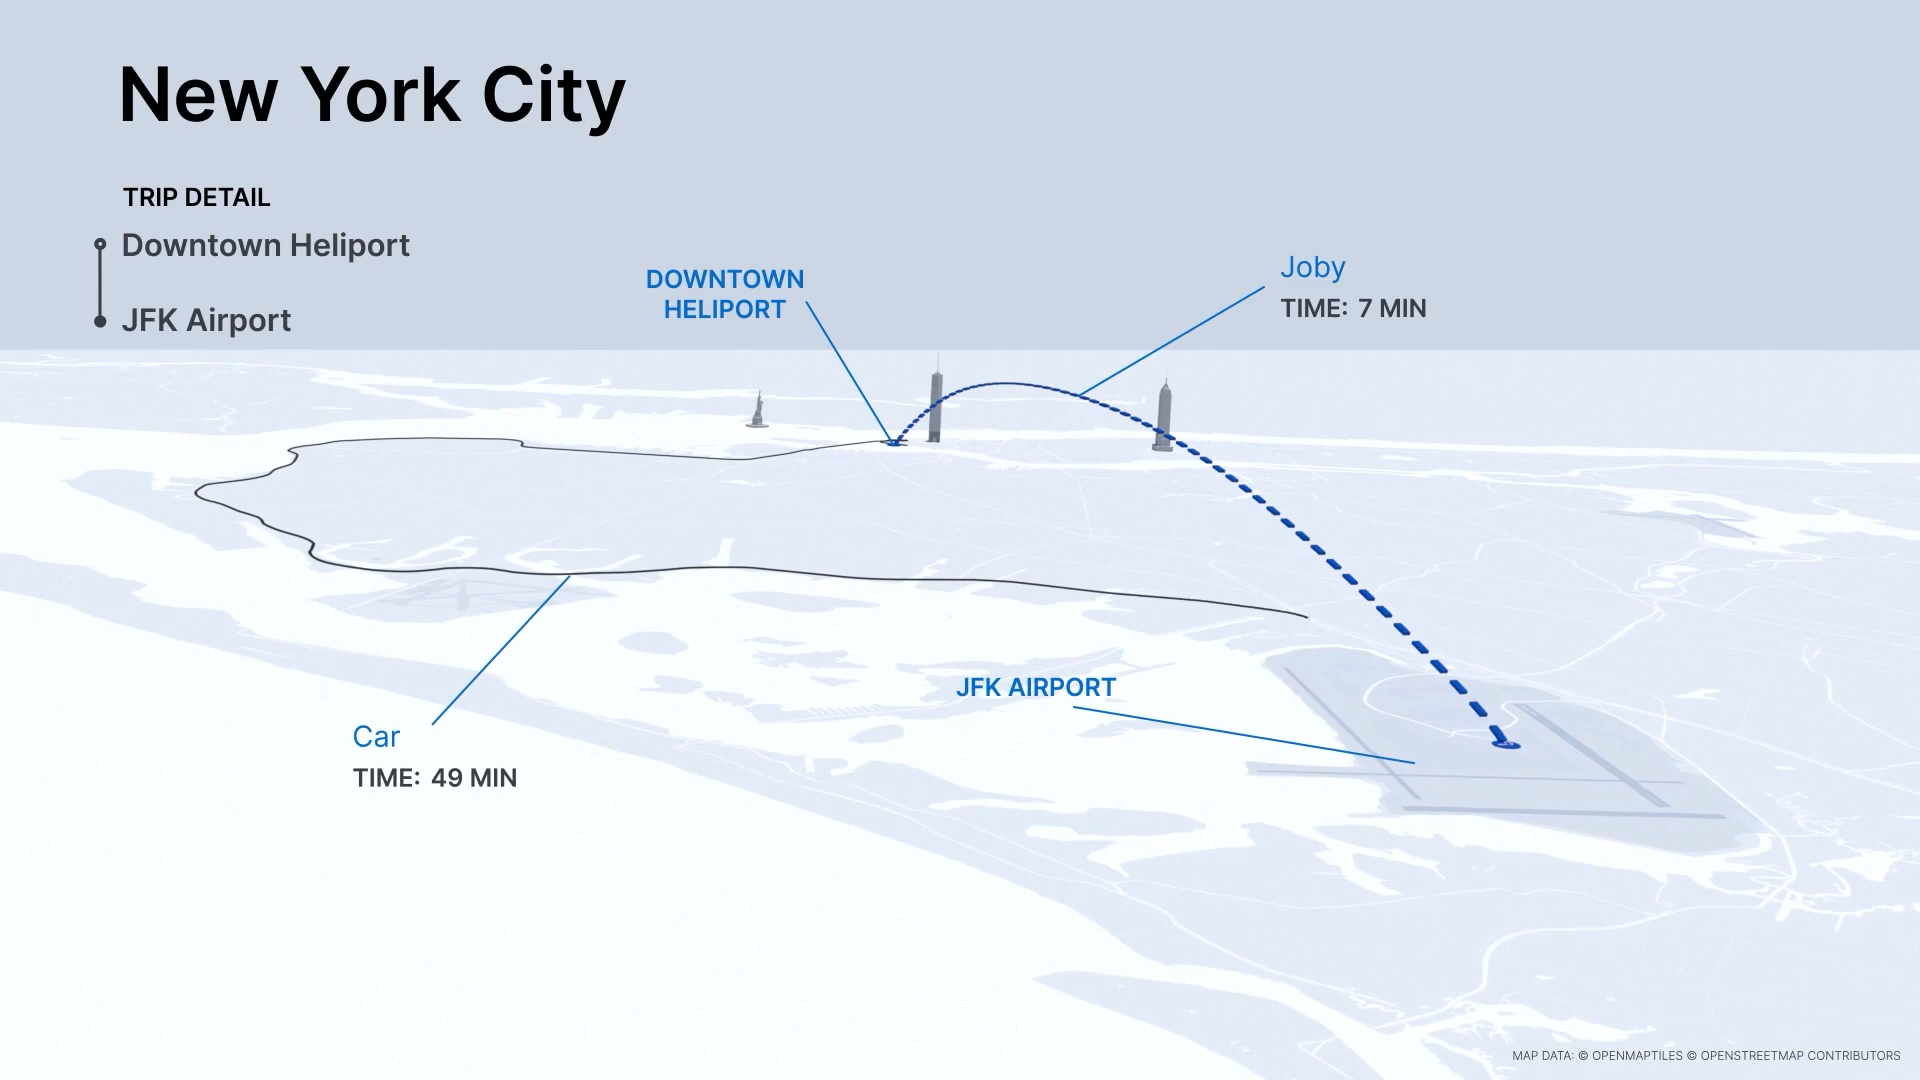 New York City
TRIP DETAIL
Downtown Heliport
JFK Airport
DOWNTOWN
HELIPORT
Joby
TIME: 7 MIN
JFK AIRPORT
Car
TIME: 49 MIN
MAP DATA: © OPENMAPTILES © OPENSTREETMAP CONTRIBUTORS